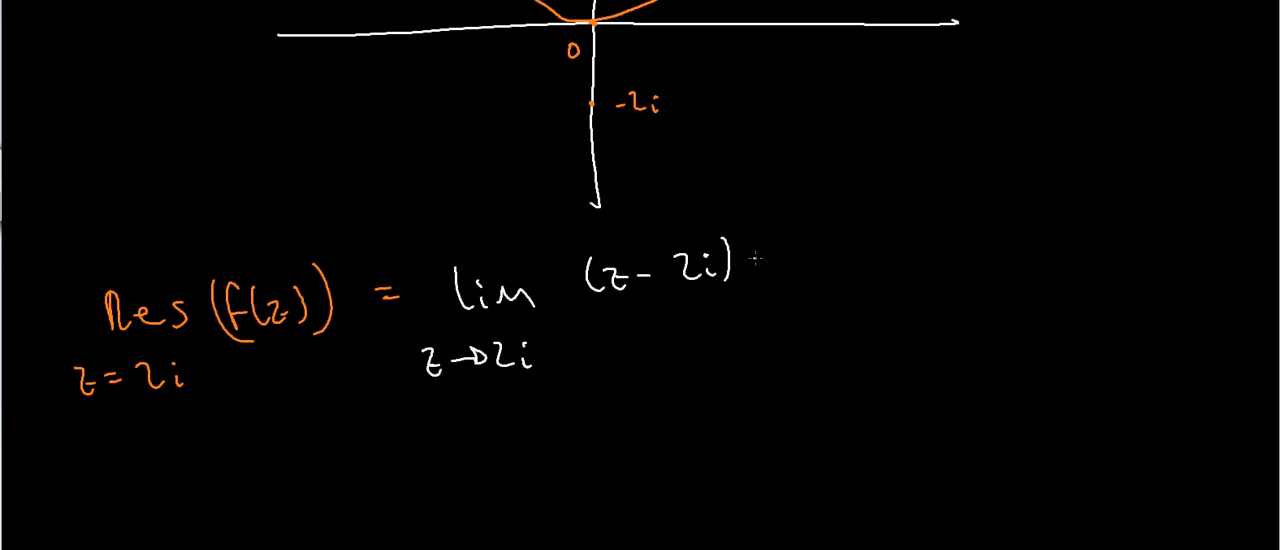 0
-2i
Res (f(z)) = lim (z - 2i)
z = 2i z→2i